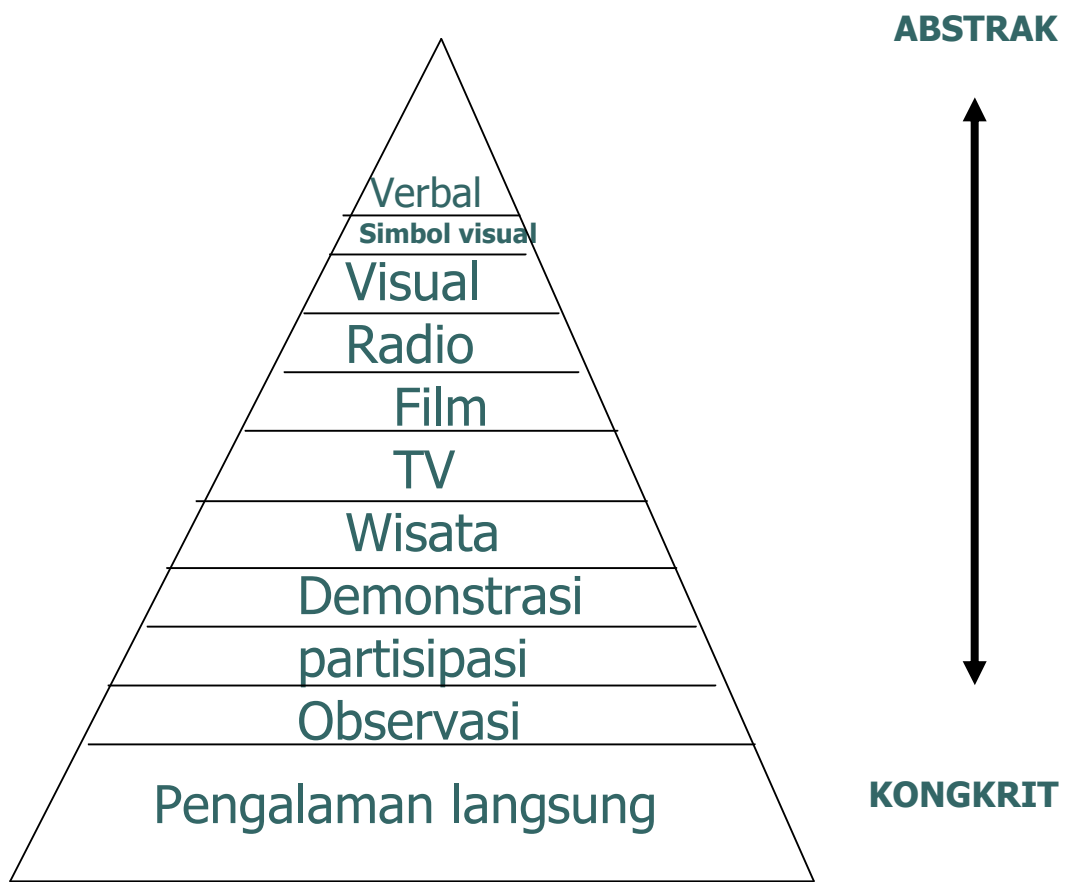 ABSTRAK
Verbal
Simbol visual
Visual
Radio
Film
TV
Wisata
Demonstrasi
partisipasi
Observasi
Pengalaman langsung
KONGKRIT